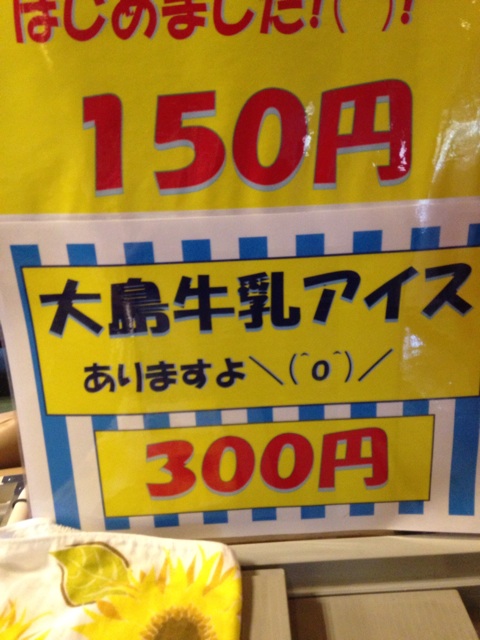 はじめました!(^^)!
150円
大島牛乳アイス
ありますよ＼(^o^)／
300円